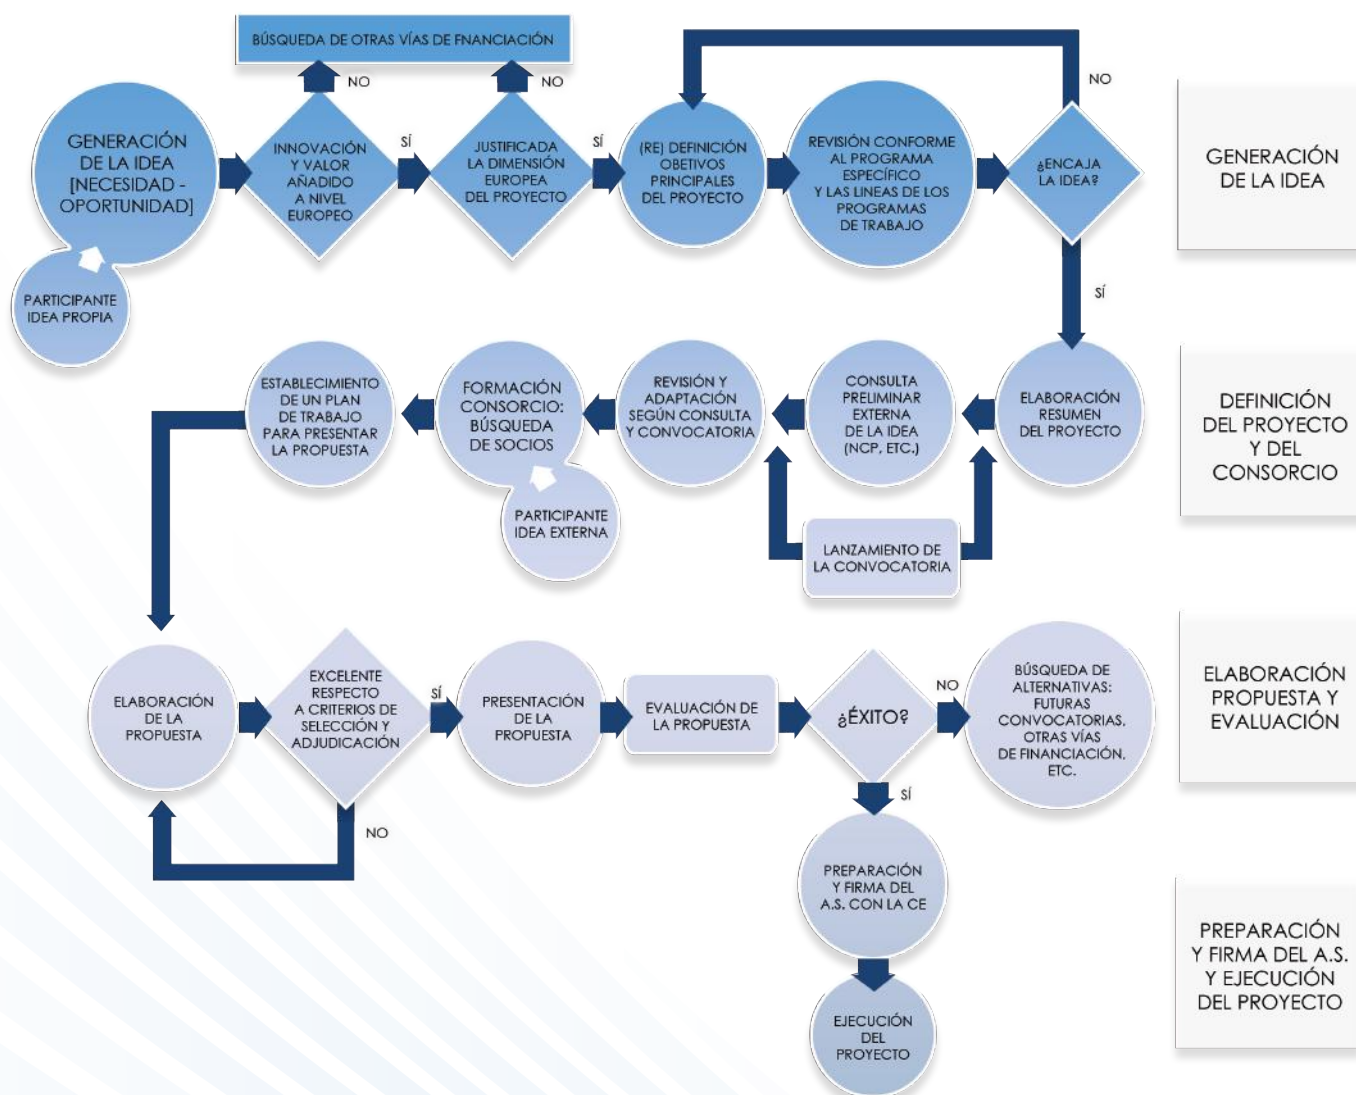 BÚSQUEDA DE OTRAS VÍAS DE FNANCIACIÓN
NO
NO
NO
GENERACIÓN
DE LA IDEA
[NECESIDAD -
OPORTUNIDAD]
INNOVACIÓN
Y VALOR
AÑADIDO
A NIVEL
EUROPEO
SÍ
JUSTIFICADA
LA DIMENSIÓN
EUROPEA
DEL PROYECTO
SÍ
(RE) DEFINICIÓN
OBETIVOS
PRINCIPALES
DEL PROYECTO
REVISIÓN CONFORME
AL PROGRAMA
ESPECÍFICO
Y LAS LINEAS DE LOS
PROGRAMAS
DE TRABAJO
¿ENCAJA
LA IDEA?
GENERACIÓN
DE LA IDEA
PARTICIPANTE
IDEA PROPIA
SÍ
ESTABLECIMIENTO
DE UN PLAN
DE TRABAJO
PARA PRESENTAR
LA PROPUESTA
FORMACIÓN
CONSORCIO:
BÚSQUEDA
DE SOCIOS
REVISIÓN Y
ADAPTACIÓN
SEGÚN CONSULTA
Y CONVOCATORIA
CONSULTA
PRELIMINAR
EXTERNA
DE LA IDEA
(NCP, ETC.)
ELABORACIÓN
RESUMEN
DEL PROYECTO
DEFINICIÓN
DEL PROYECTO
Y DEL
CONSORCIO
PARTICIPANTE
IDEA EXTERNA
LANZAMIENTO DE
LA CONVOCATORIA
ELABORACIÓN
DE LA
PROPUESTA
EXCELENTE
RESPECTO
A CRITERIOS DE
SELECCIÓN Y
ADJUDICACIÓN
SÍ
PRESENTACIÓN
DE LA
PROPUESTA
EVALUACIÓN DE
LA PROPUESTA
¿ÉXITO?
NO
BÚSQUEDA DE
ALTERNATIVAS:
FUTURAS
CONVOCATORIAS,
OTRAS VÍAS
DE FINANCIACIÓN,
ETC.
ELABORACIÓN
PROPUESTA Y
EVALUACIÓN
NO
SÍ
PREPARACIÓN
Y FIRMA DEL
A.S. CON LA CE
PREPARACIÓN
Y FIRMA DEL A.S.
Y EJECUCIÓN
DEL PROYECTO
EJECUCIÓN
DEL
PROYECTO